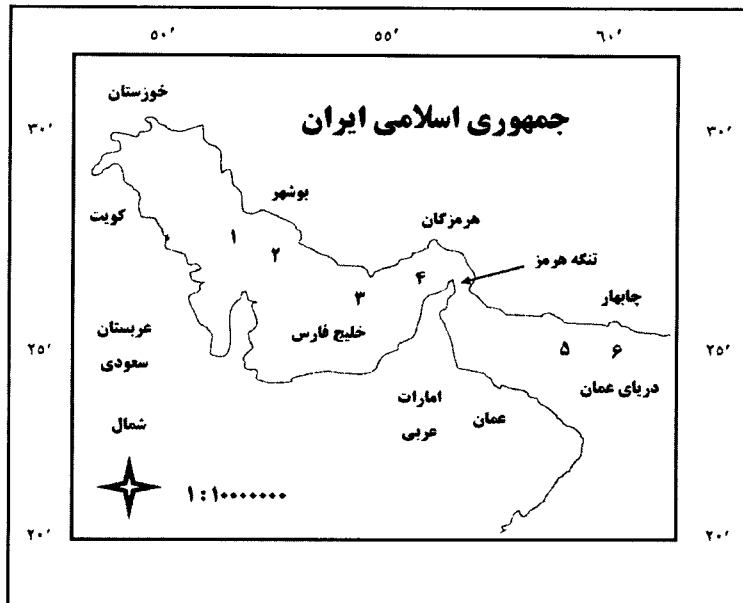 ۵۰′ ۵۵′ ۶۰′
خوزستان
جمهوری اسلامی ایران
۳۰′ ۳۰′
بوشهر
کویت
هرمزگان
۱
۲
تنگه هرمز
۴
۳
چابهار
خلیج فارس
عربستان
سعودی
۲۵′ ۲۵′
۵ ۶
دریای عمان
امارات
عربی
عمان
شمال
۱:۱۰۰۰۰۰۰۰
۲۰′ ۲۰′